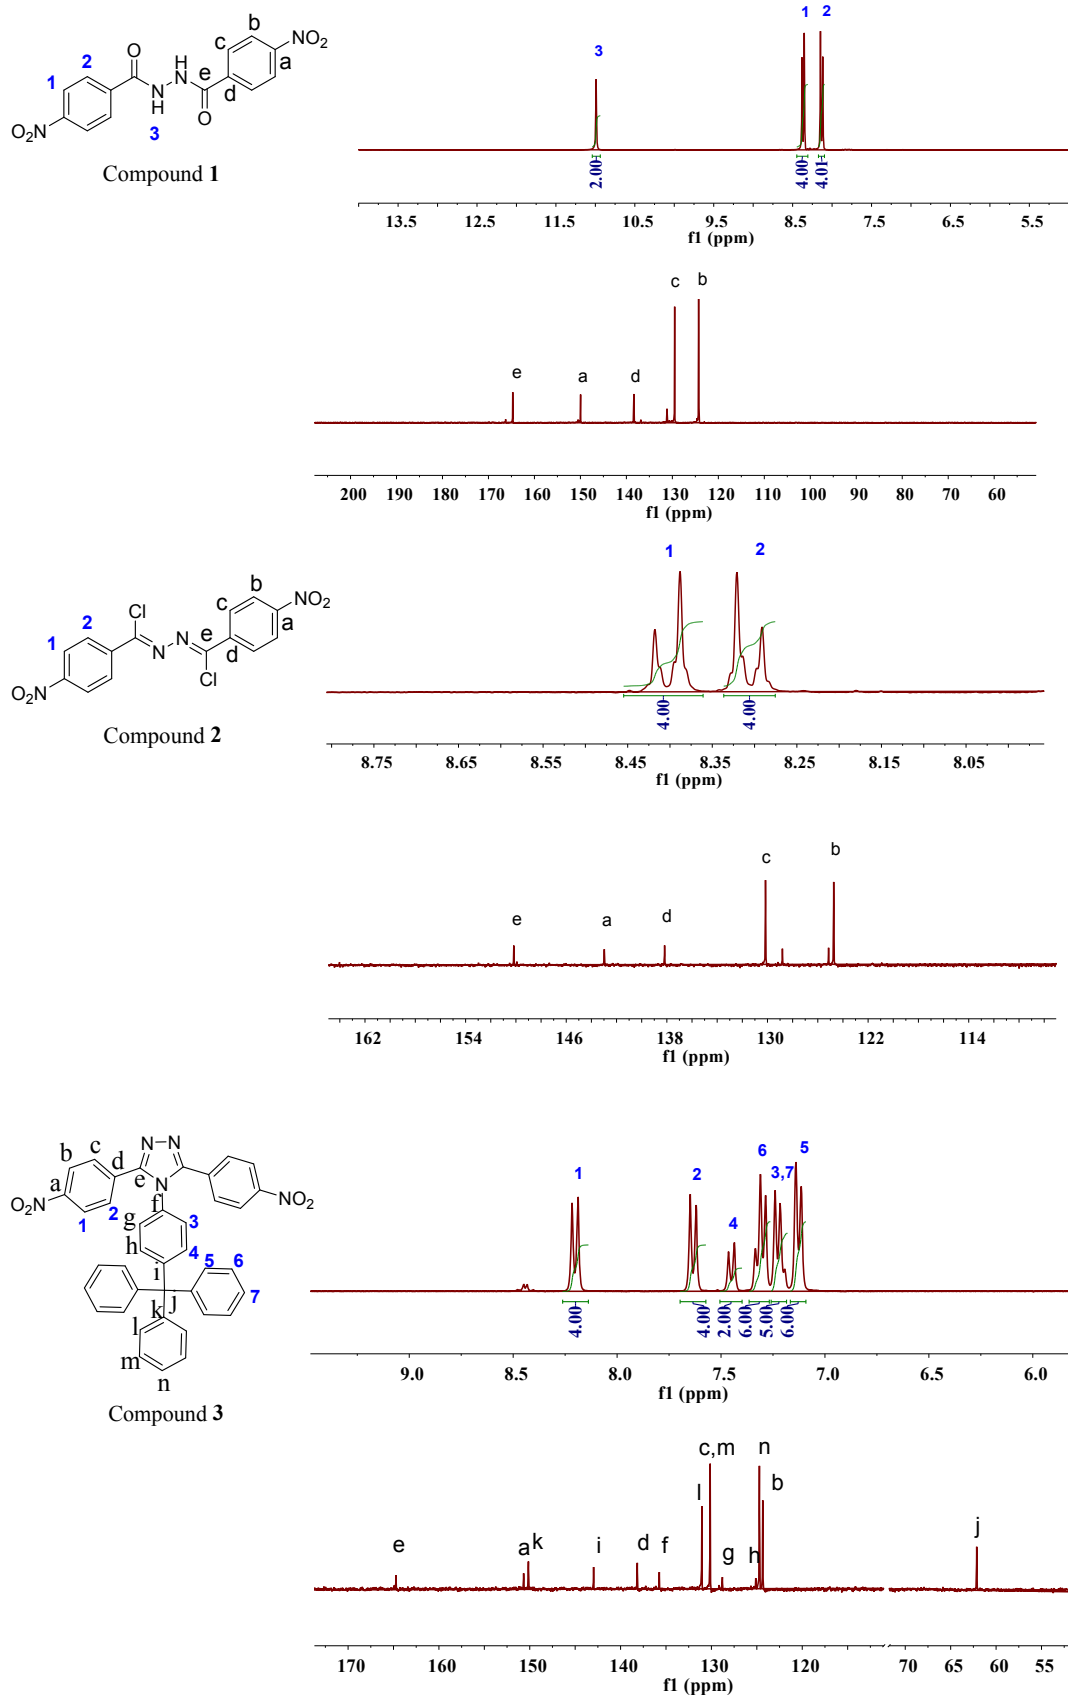 b
NO2
c
O
2
H
N
e
a
1
N
H
d
O
O2N
3
Compound 1
3
1
2
2.00
4.00
4.01
13.5 12.5 11.5 10.5 9.5 8.5 7.5 6.5 5.5
f1 (ppm)
e a d c b
200 190 180 170 160 150 140 130 120 110 100 90 80 70 60
f1 (ppm)
b
NO2
c
Cl
2
N
a
1
e
N
d
Cl
O2N
Compound 2
1 2
4.00 4.00
8.75 8.65 8.55 8.45 8.35 8.25 8.15 8.05
f1 (ppm)
e a d c b
162 154 146 138 130 122 114
f1 (ppm)
N N
b c
d
a
e
N
O2N
NO2
1 2
f
g 3
h 4
i
5 6
7
j
k
l
m
n
Compound 3
1 2 4 6 3,7 5
4.00 4.00 2.00 6.00 5.00 6.00
9.0 8.5 8.0 7.5 7.0 6.5 6.0
f1 (ppm)
e a k i d f l c,m g h n b j
170 160 150 140 130 120 70 60 65 55
f1 (ppm)